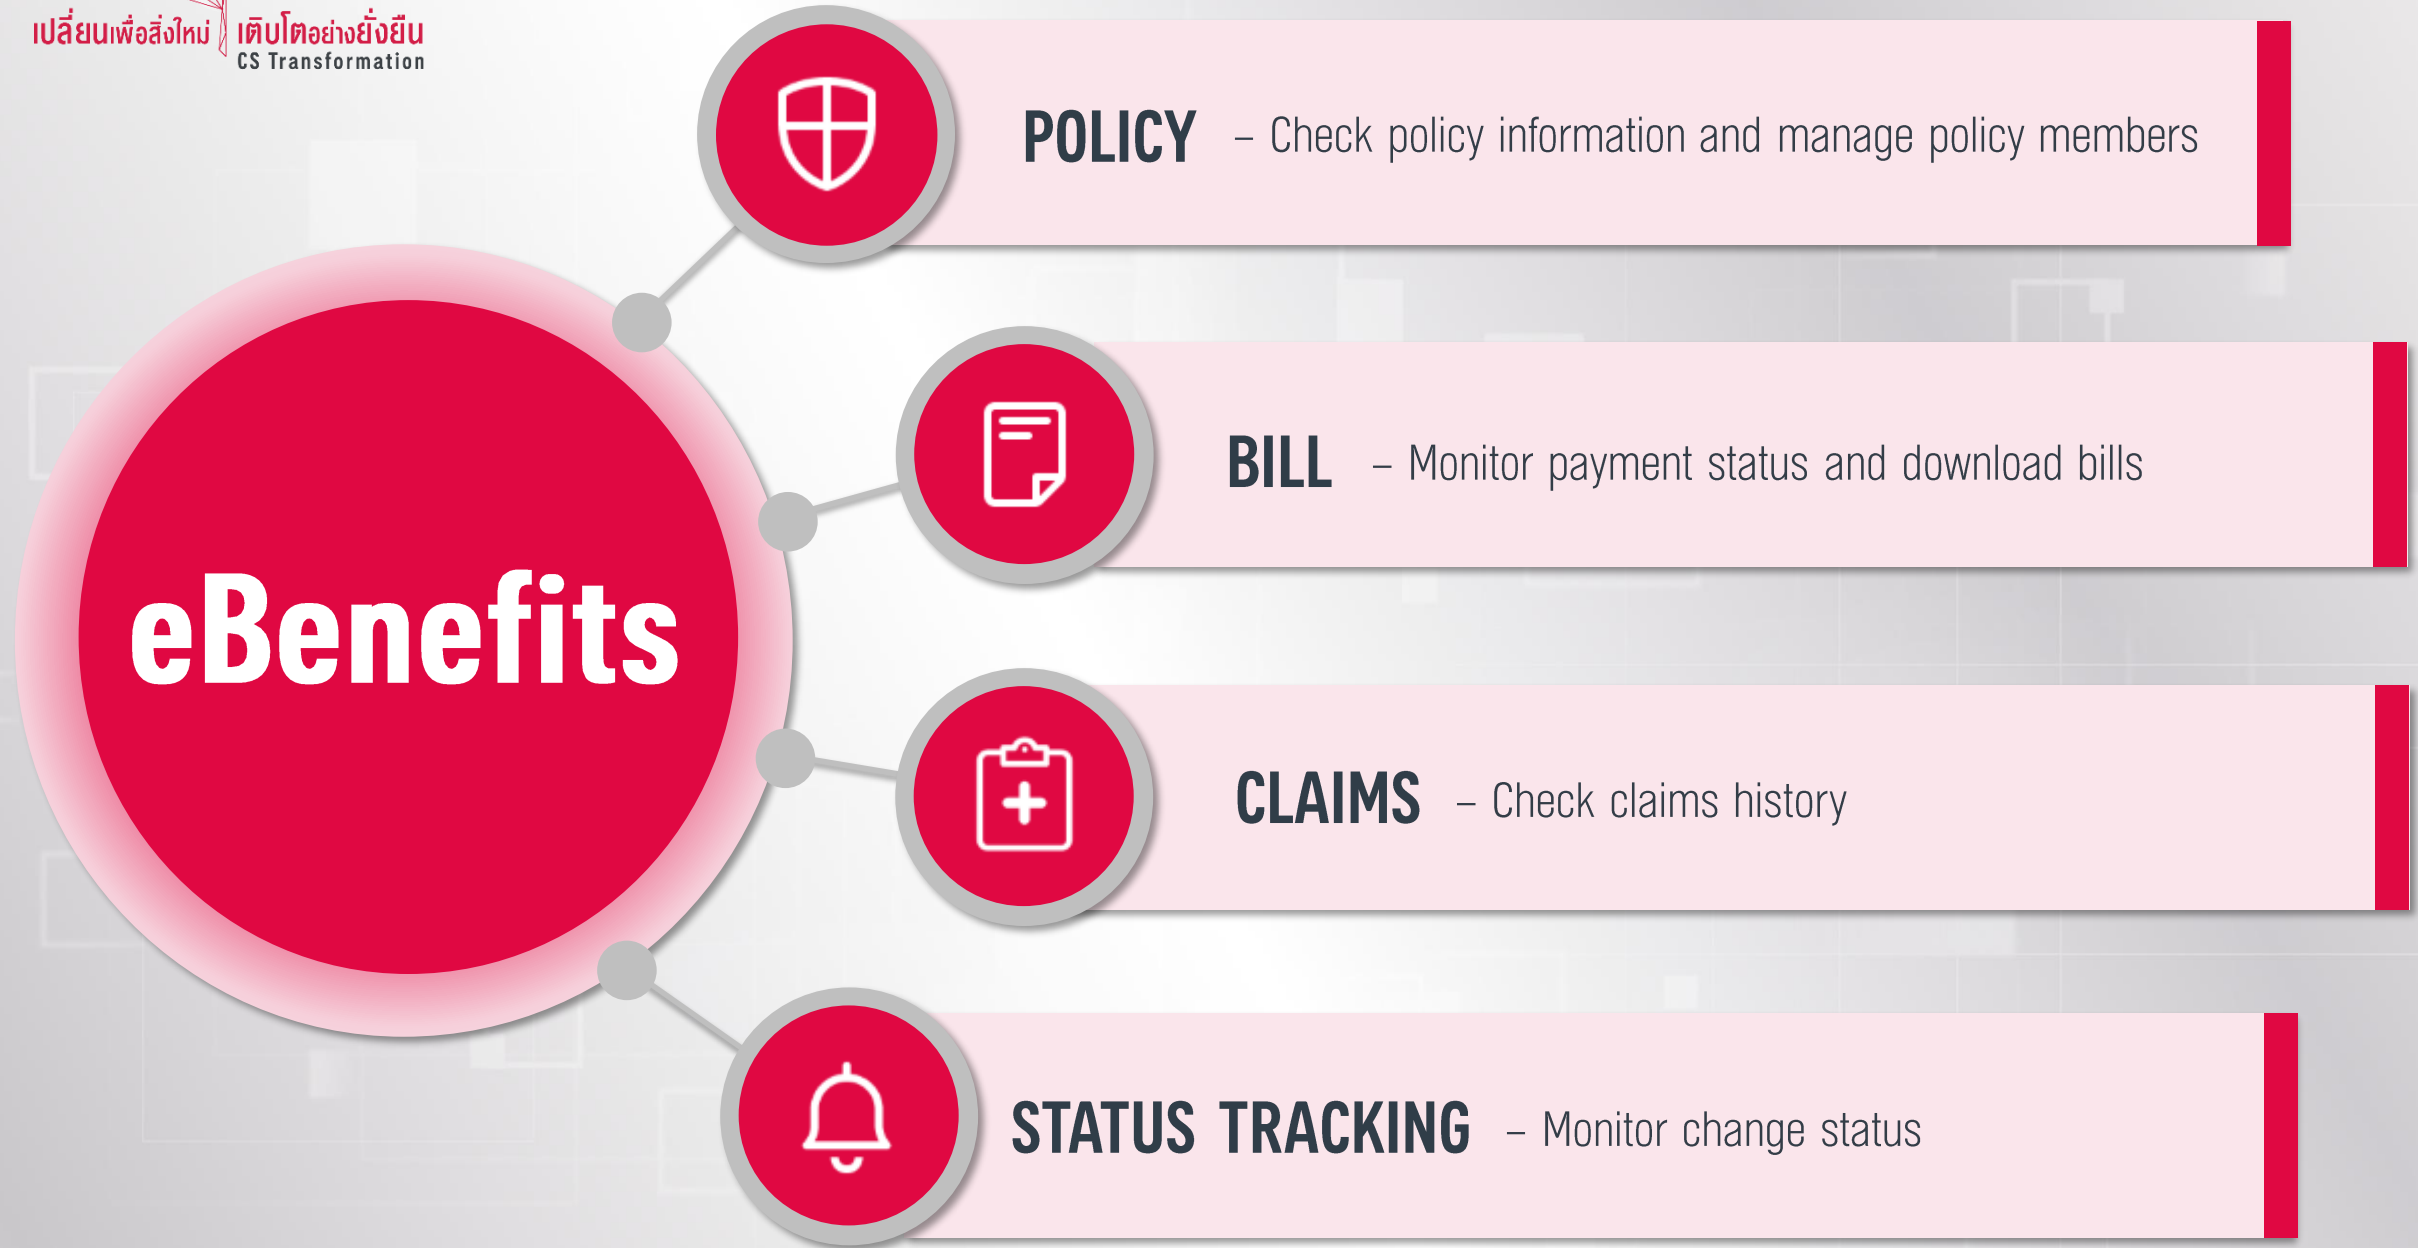 เปลี่ยนเพื่อสิ่งใหม่ เติบโตอย่างยั่งยืน
CS Transformation
POLICY – Check policy information and manage policy members
BILL – Monitor payment status and download bills
eBenefits
CLAIMS – Check claims history
STATUS TRACKING – Monitor change status